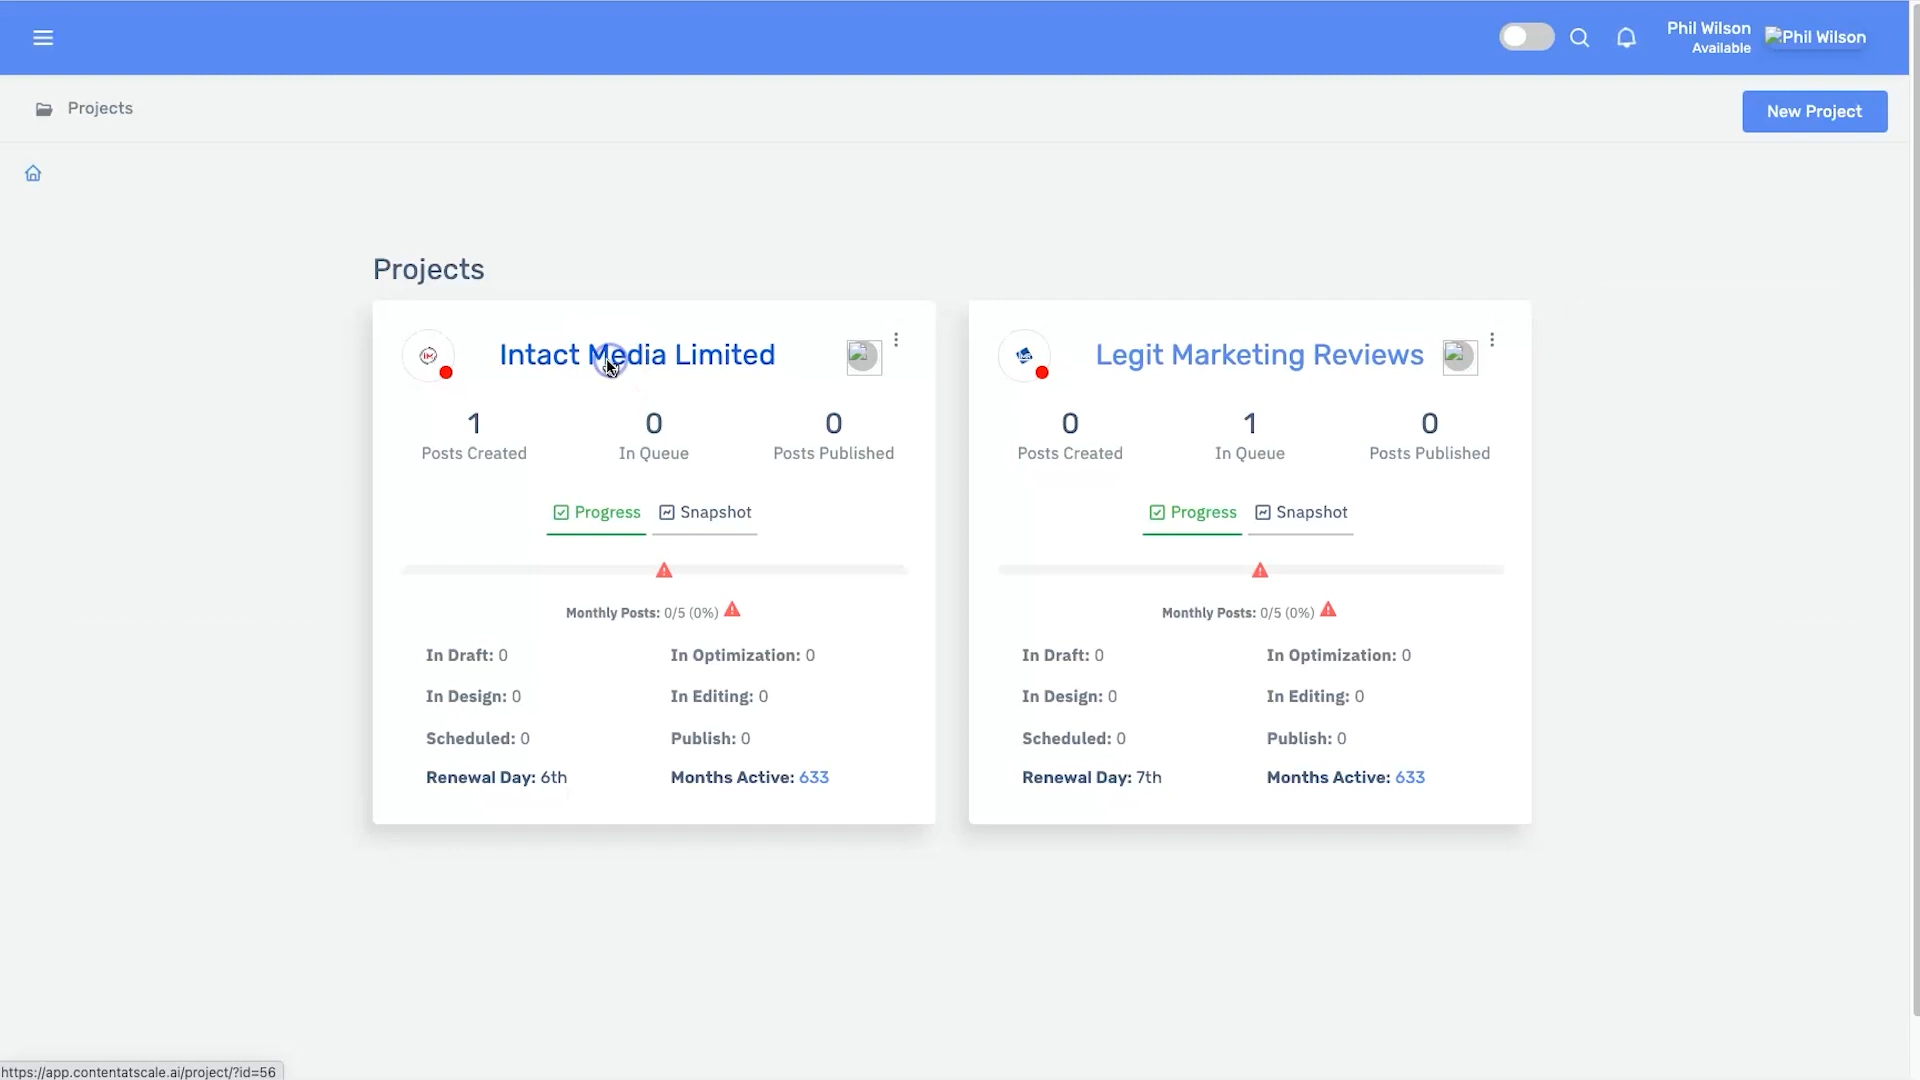 Phil Wilson
Available
Phil Wilson
Projects
New Project
Projects
Intact Media Limited
1
Posts Created
0
In Queue
0
Posts Published
Progress
Snapshot
Monthly Posts: 0/5 (0%)
In Draft: 0
In Optimization: 0
In Design: 0
In Editing: 0
Scheduled: 0
Publish: 0
Renewal Day: 6th
Months Active: 633
Legit Marketing Reviews
0
Posts Created
1
In Queue
0
Posts Published
Progress
Snapshot
Monthly Posts: 0/5 (0%)
In Draft: 0
In Optimization: 0
In Design: 0
In Editing: 0
Scheduled: 0
Publish: 0
Renewal Day: 7th
Months Active: 633
https://app.contentatscale.ai/project/?id=56